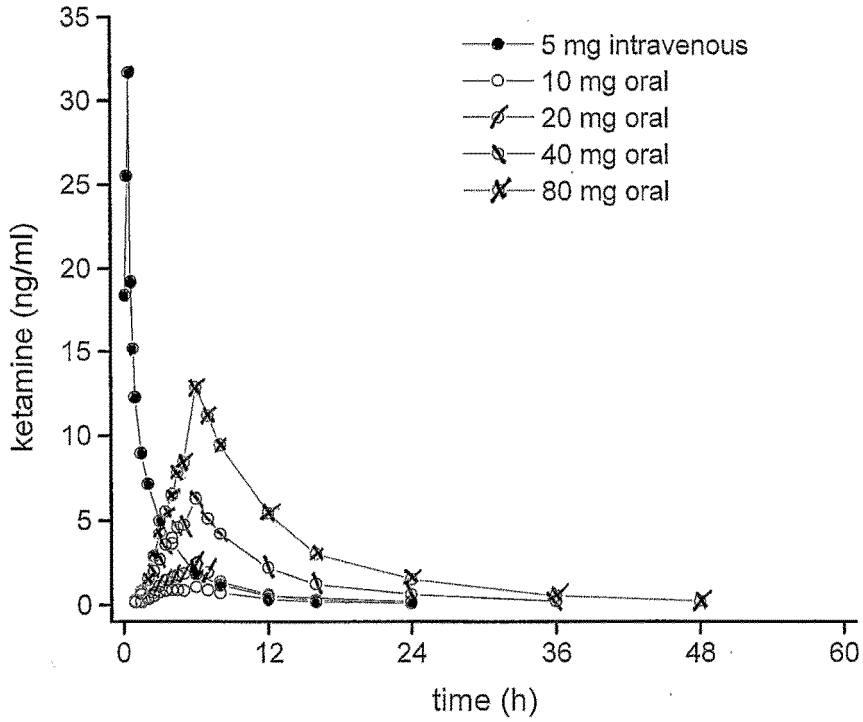 35
30
25
20
15
10
5
0
ketamine (ng/ml)
5 mg intravenous
10 mg oral
20 mg oral
40 mg oral
80 mg oral
0 12 24 36 48 60
time (h)